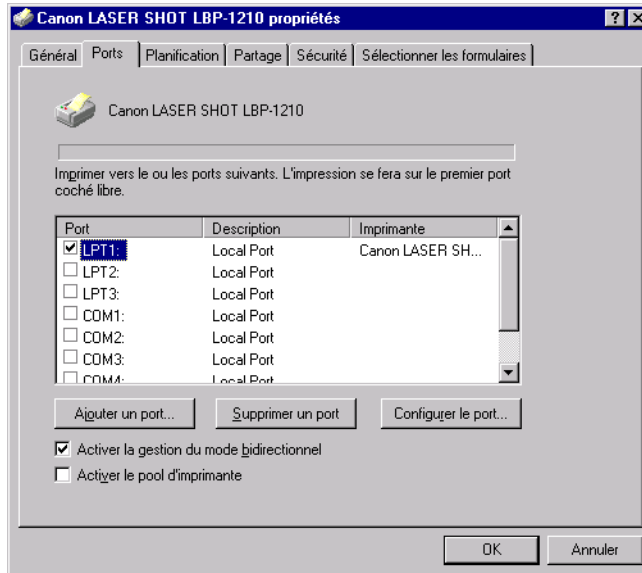 Canon LASER SHOT LBP-1210 propriétés
Général Ports Planification Partage Sécurité Sélectionner les formulaires
Canon LASER SHOT LBP-1210
Imprimer vers le ou les ports suivants. L'impression se fera sur le premier port
coché libre.
Port Description Imprimante
LPT1: Local Port Canon LASER SH...
LPT2: Local Port
LPT3: Local Port
COM1: Local Port
COM2: Local Port
COM3: Local Port
COM4: Local Port
Ajouter un port... Supprimer un port Configurer le port...
Activer la gestion du mode bidirectionnel
Activer le pool d'imprimante
OK Annuler